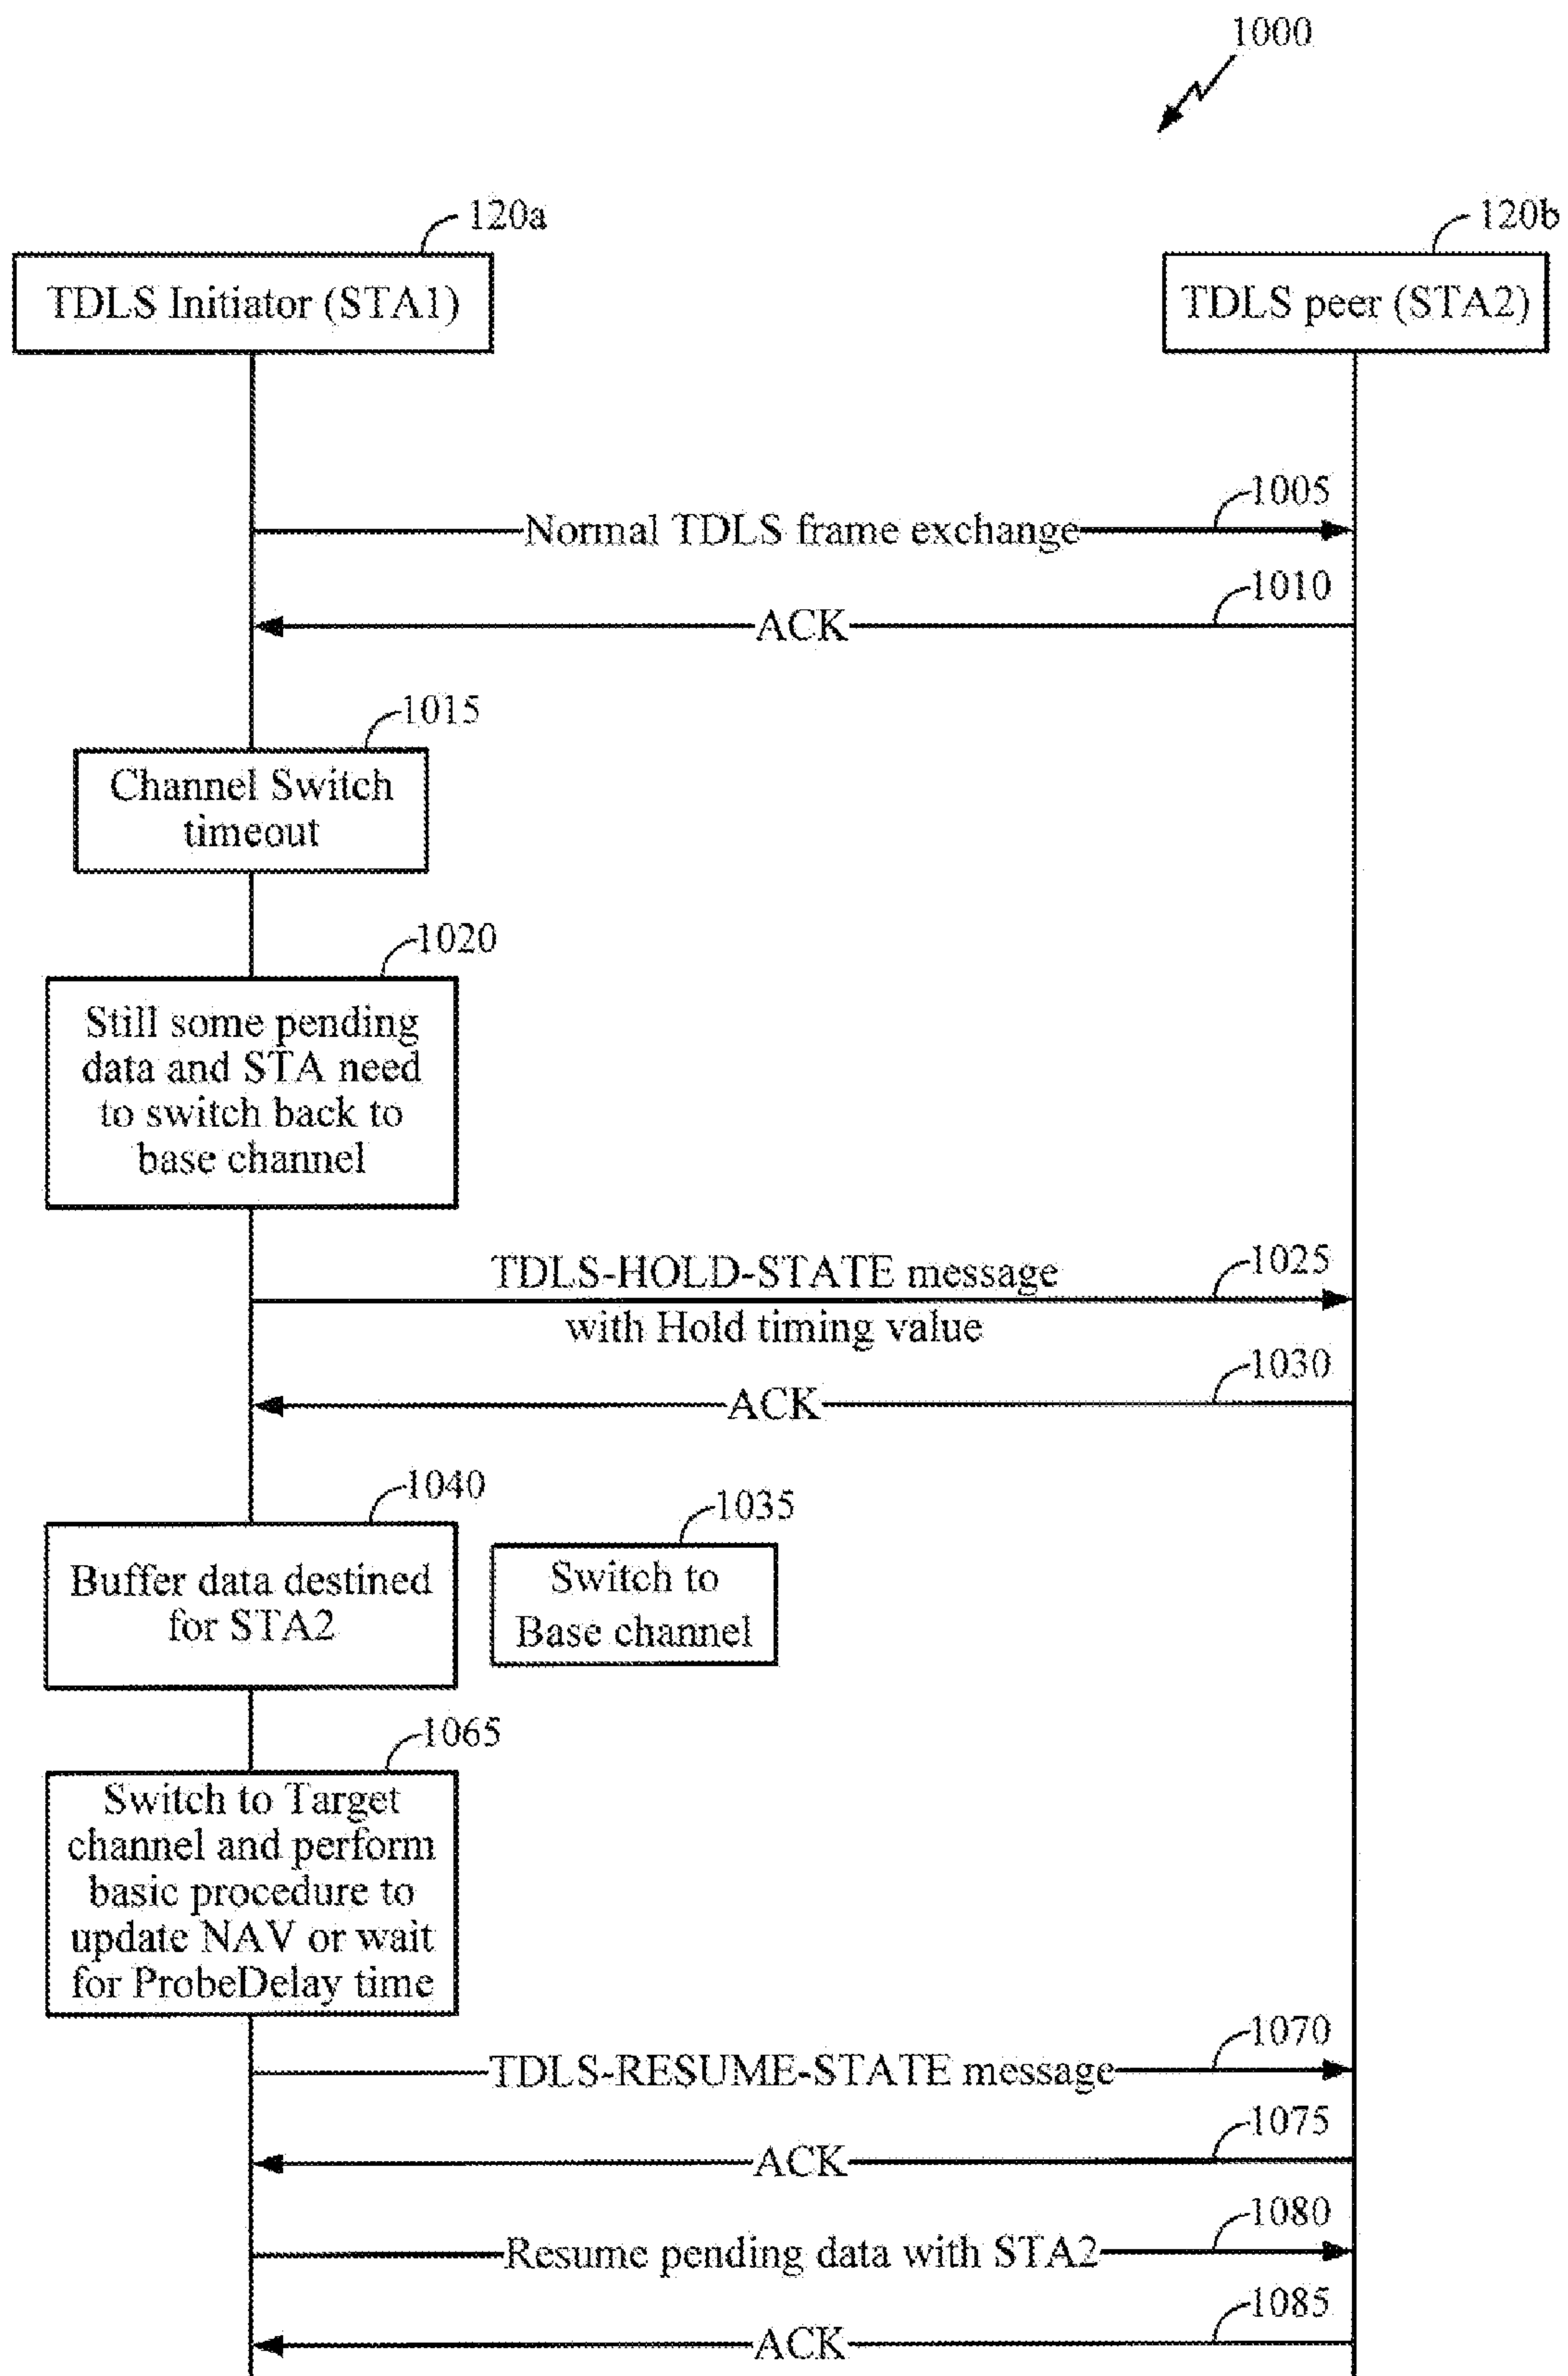 1000
120a
120b
TDLS Initiator (STA1)
TDLS peer (STA2)
1005
Normal TDLS frame exchange
1010
ACK
1015
Channel Switch
timeout
1020
Still some pending
data and STA need
to switch back to
base channel
TDLS-HOLD-STATE message
1025
with Hold timing value
1030
ACK
1040
1035
Buffer data destined
for STA2
Switch to
Base channel
1065
Switch to Target
channel and perform
basic procedure to
update NAV or wait
for ProbeDelay time
1070
TDLS-RESUME-STATE message
1075
ACK
1080
Resume pending data with STA2
1085
ACK